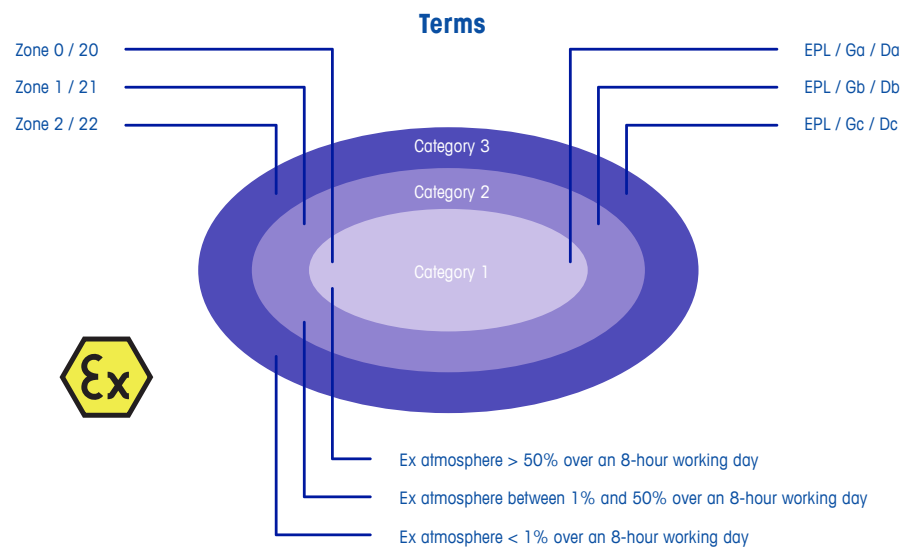 Terms
Zone 0 / 20
EPL / Ga / Da
Zone 1 / 21
EPL / Gb / Db
Zone 2 / 22
EPL / Gc / Dc
Category 3
Category 2
Category 1
Ex
Ex atmosphere > 50% over an 8-hour working day
Ex atmosphere between 1% and 50% over an 8-hour working day
Ex atmosphere < 1% over an 8-hour working day